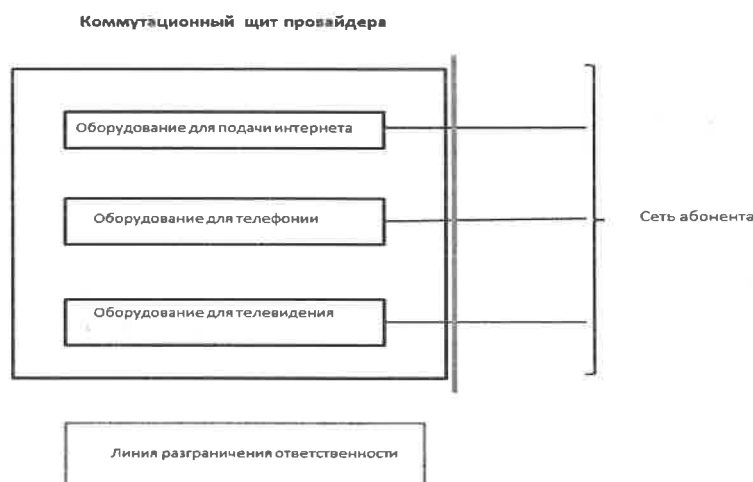 Коммутационный щит провайдера
Оборудование для подачи интернета
Оборудование для телефонии
Сеть абонента
Оборудование для телевидения
Линия разграничения ответственности